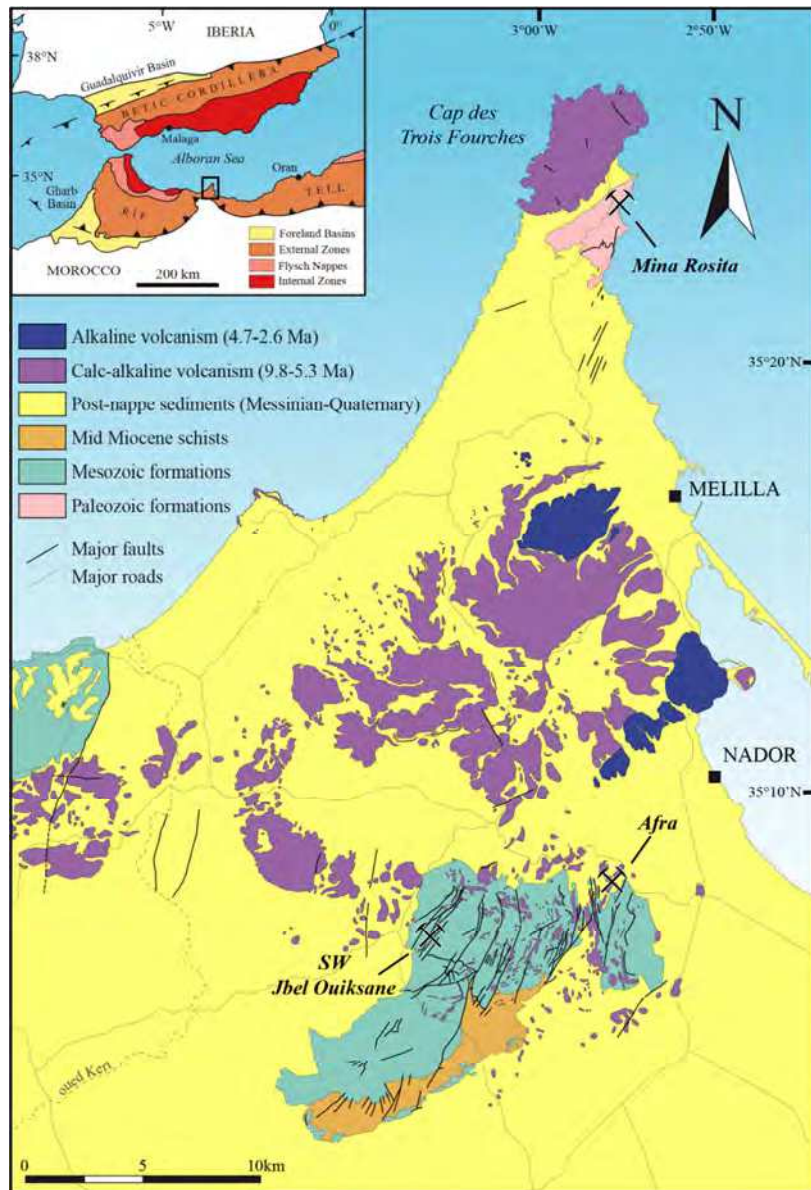 5°W
0°
IBERIA
38°N
Guadalquivir Basin
BETIC CORDILLERA
Malaga
Alboran Sea
35°N
Oran
Gharb
Basin
RIF
TELL
MOROCCO
200 km
Foreland Basins
External Zones
Flysch Nappes
Internal Zones
3°00'W
2°50'W
Cap des
Trois Fourches
N
Mina Rosita
Alkaline volcanism (4.7-2.6 Ma)
Calc-alkaline volcanism (9.8-5.3 Ma)
Post-nappe sediments (Messinian-Quaternary)
Mid Miocene schists
Mesozoic formations
Paleozoic formations
Major faults
Major roads
35°20'N
MELILLA
NADOR
35°10'N
Afra
SW
Jbel Ouiksane
oued Kert
0 5 10km